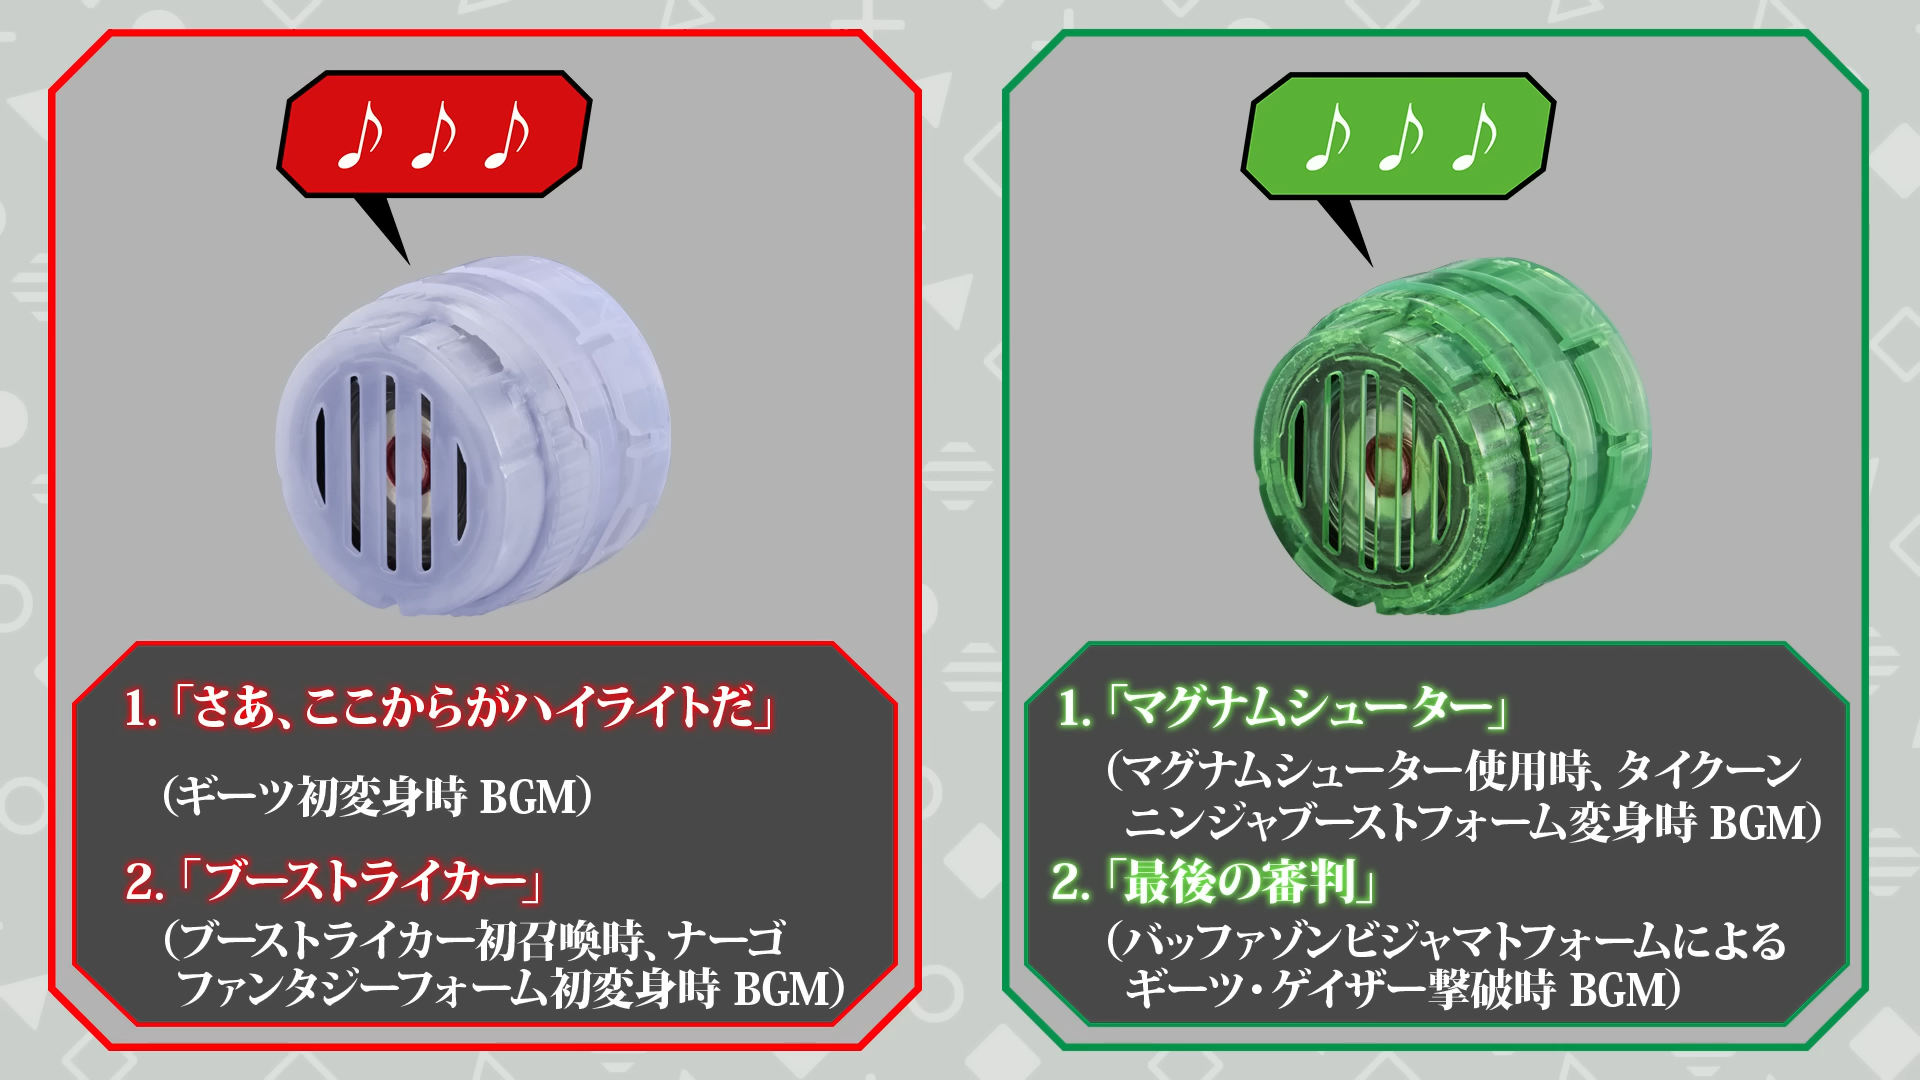 ♪ ♪ ♪
1.「さあ、ここからがハイライトだ」
(ギーツ初変身時 BGM)
2.「ブーストライカー」
(ブーストライカー初召喚時、ナーゴ
ファンタジーフォーム初変身時 BGM)
♪ ♪ ♪
1.「マグナムシューター」
(マグナムシューター使用時、タイクーン
ニンジャブーストフォーム変身時 BGM)
2.「最後の審判」
(バッファゾンビジャマトフォームによる
ギーツ・ゲイザー撃破時 BGM)